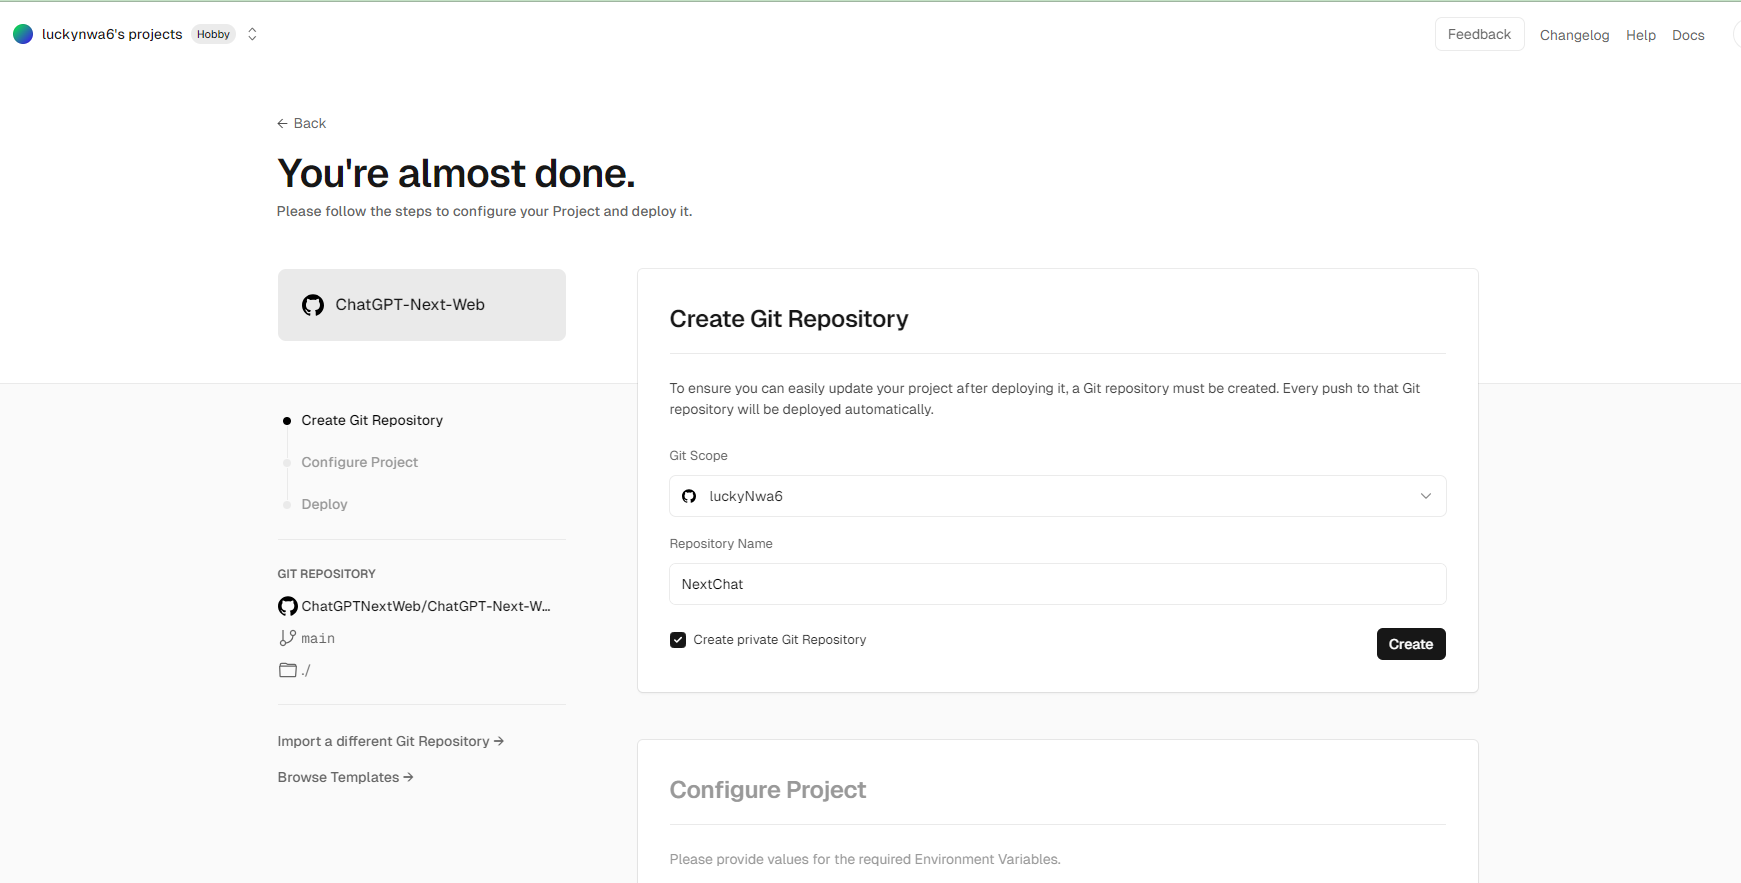 luckynwa6's projects Hobby
Feedback Changelog Help Docs
← Back
You're almost done.
Please follow the steps to configure your Project and deploy it.
ChatGPT-Next-Web
Create Git Repository
Configure Project
Deploy
GIT REPOSITORY
ChatGPTNextWeb/ChatGPT-Next-W...
main
./
Import a different Git Repository →
Browse Templates →
Create Git Repository
To ensure you can easily update your project after deploying it, a Git repository must be created. Every push to that Git
repository will be deployed automatically.
Git Scope
luckyNwa6
Repository Name
NextChat
Create private Git Repository
Create
Configure Project
Please provide values for the required Environment Variables.